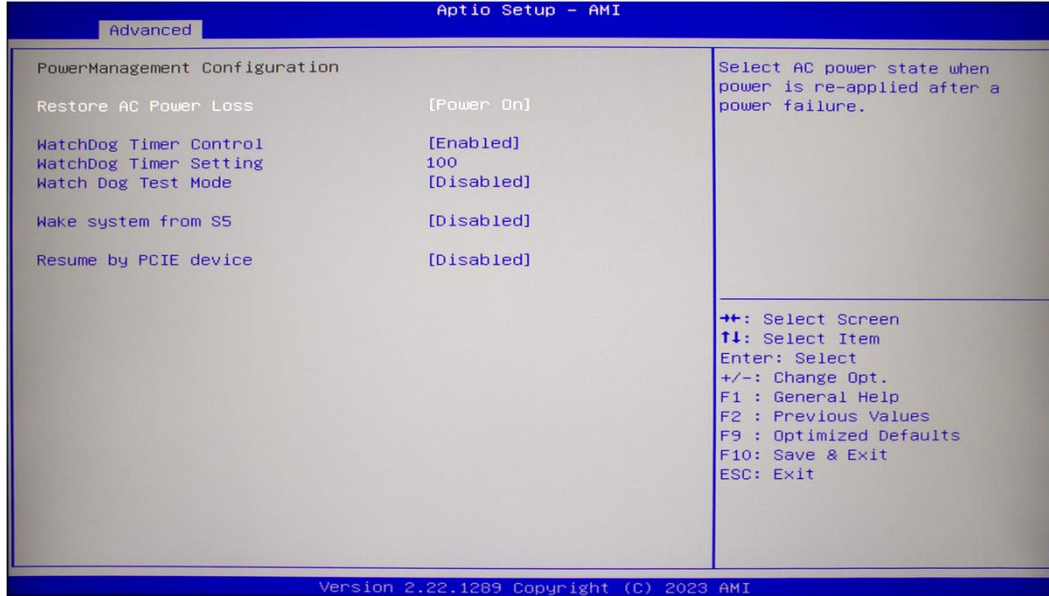 Aptio Setup – AMI
Advanced
PowerManagement Configuration
Restore AC Power Loss [Power On]
WatchDog Timer Control [Enabled]
WatchDog Timer Setting 100
Watch Dog Test Mode [Disabled]
Wake system from S5 [Disabled]
Resume by PCIE device [Disabled]
Select AC power state when
power is re-applied after a
power failure.
→←: Select Screen
↑↓: Select Item
Enter: Select
+/-: Change Opt.
F1 : General Help
F2 : Previous Values
F9 : Optimized Defaults
F10: Save & Exit
ESC: Exit
Version 2.22.1289 Copyright (C) 2023 AMI